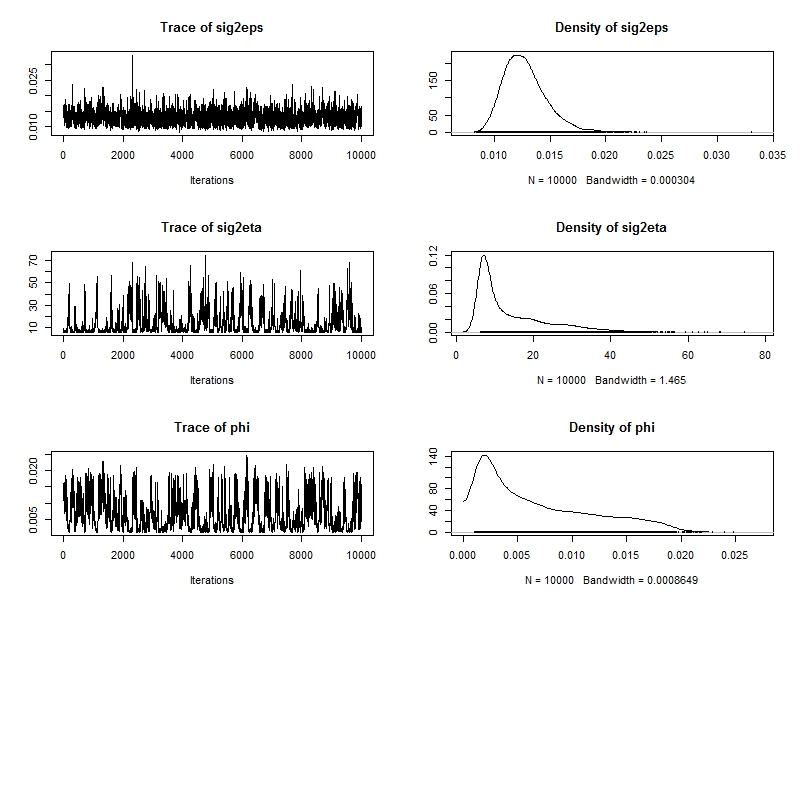 Trace of sig2eps
0.010 0.025
0 2000 4000 6000 8000 10000
Iterations
Density of sig2eps
0 50 150
0.010 0.015 0.020 0.025 0.030 0.035
N = 10000 Bandwidth = 0.000304
Trace of sig2eta
10 30 50 70
0 2000 4000 6000 8000 10000
Iterations
Density of sig2eta
0.00 0.06 0.12
0 20 40 60 80
N = 10000 Bandwidth = 1.465
Trace of phi
0.005 0.020
0 2000 4000 6000 8000 10000
Iterations
Density of phi
0 40 80 140
0.000 0.005 0.010 0.015 0.020 0.025
N = 10000 Bandwidth = 0.0008649